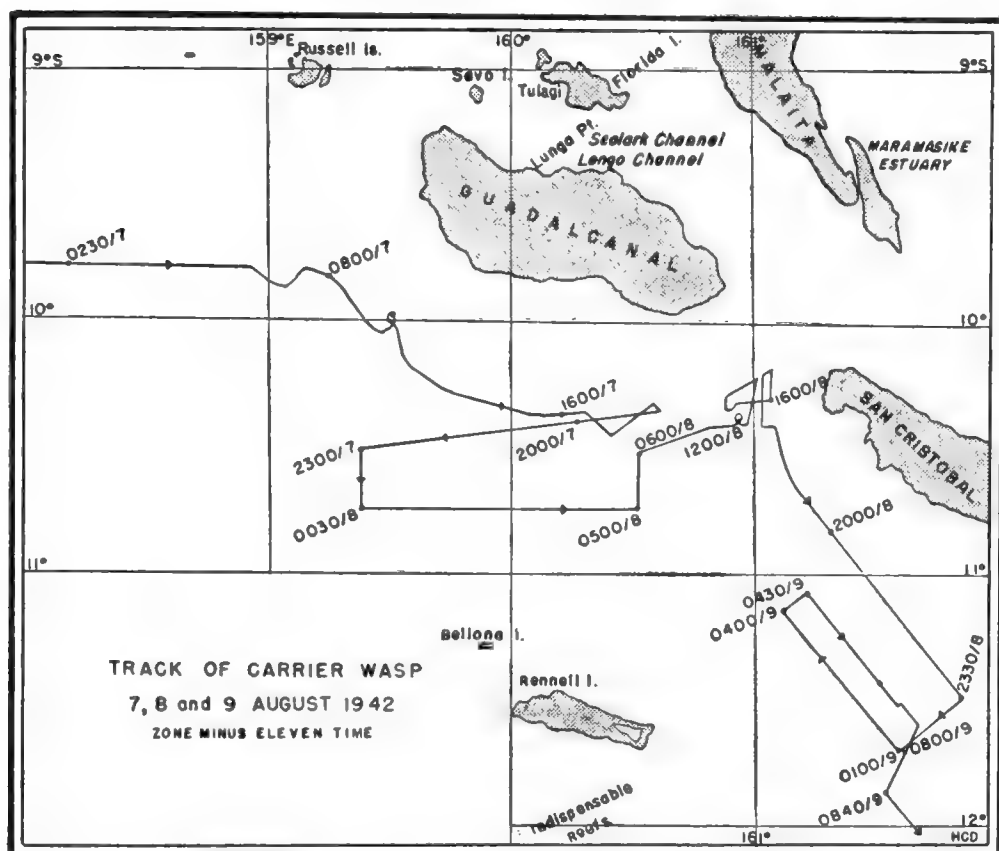 159°E
160°
161°
9°S
9°S
Russell Is.
Savo I.
Tulagi
Florida I.
MALAITA
MARAMASIKE
ESTUARY
Lunga Pt.
Sealark Channel
Lengo Channel
GUADALCANAL
0230/7
0800/7
10°
10°
1600/7
2000/7
2300/7
0030/8
0500/8
0600/8
1200/8
1600/8
SAN CRISTOBAL
2000/8
11°
11°
0430/9
0400/9
2330/8
Bellona I.
Rennell I.
TRACK OF CARRIER WASP
7, 8 and 9 AUGUST 1942
ZONE MINUS ELEVEN TIME
0100/9
0800/9
0840/9
Indispensable
Reefs
161°
12°
HCD